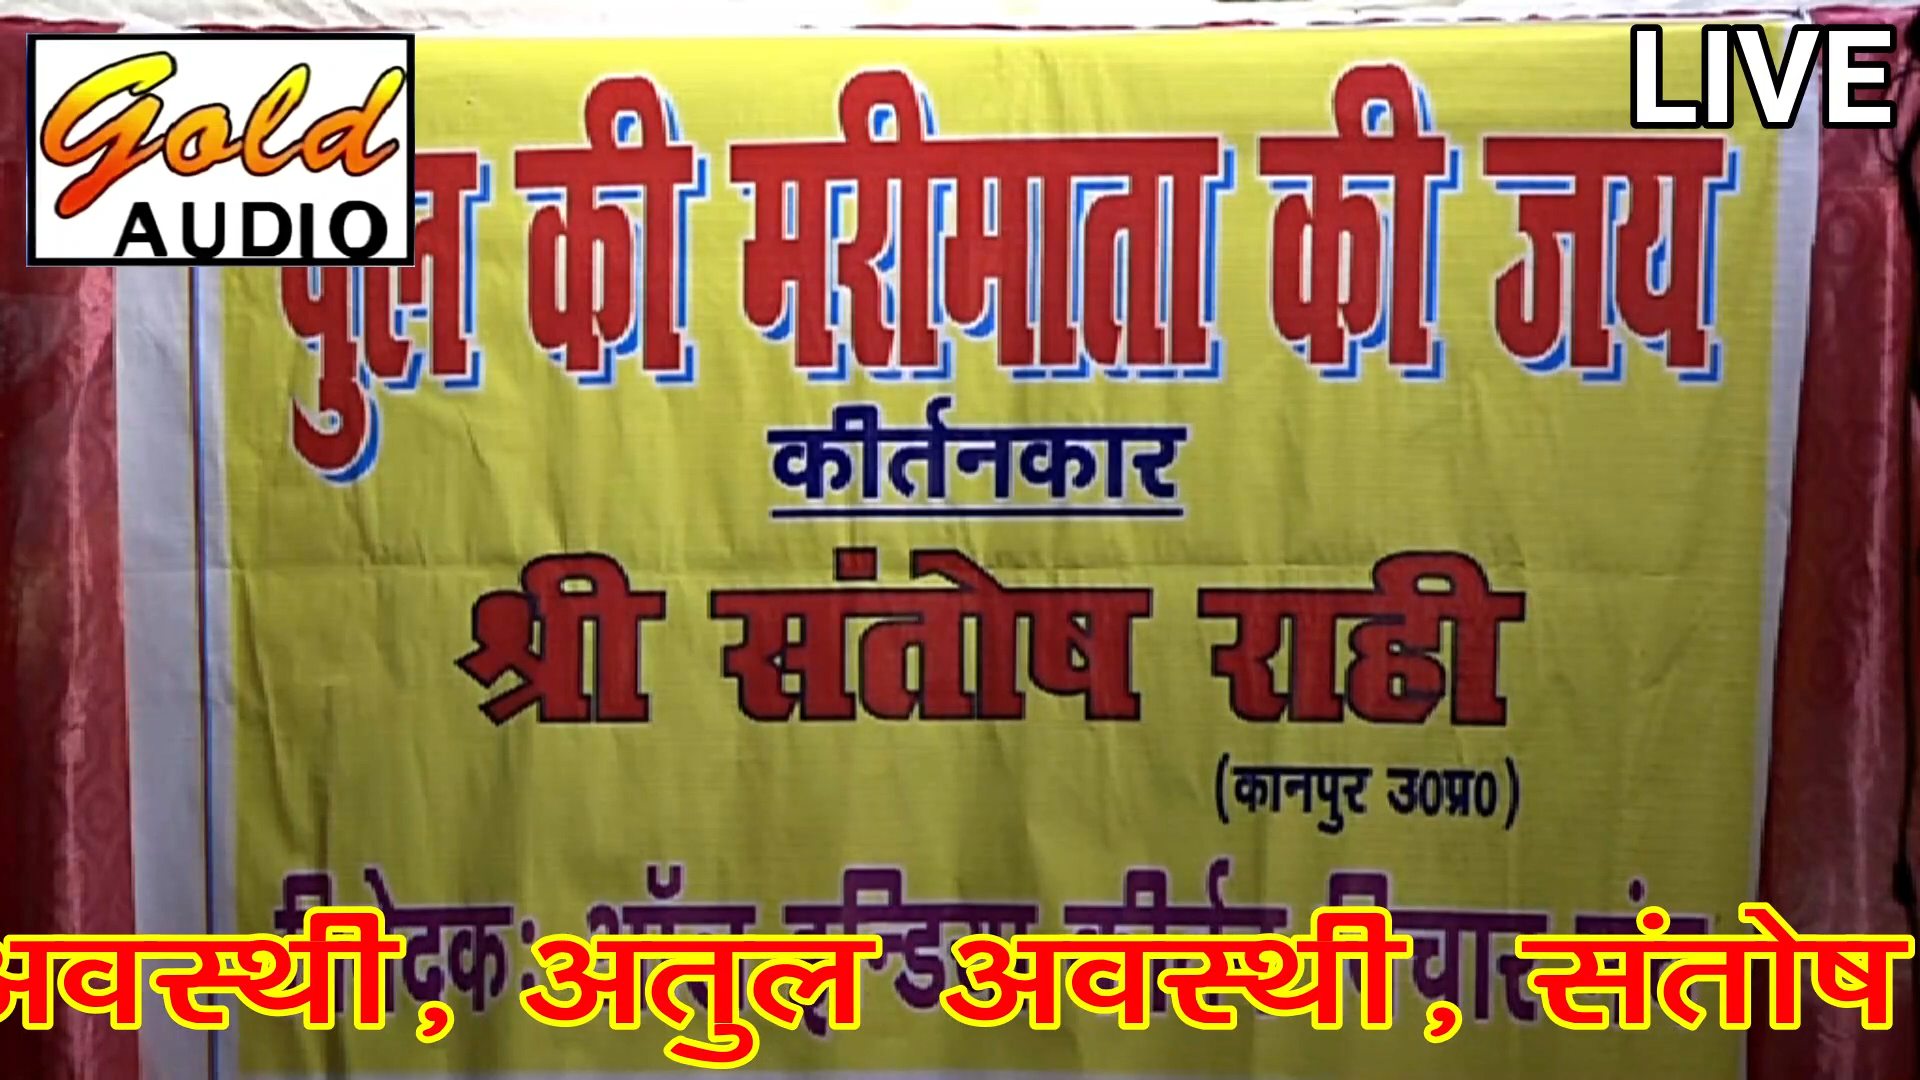 Gold
AUDIO
LIVE
पुल की मरीमाता की जय
कीर्तनकार
श्री संतोष राही
(कानपुर उ0प्र0)
अवस्थी, अतुल अवस्थी, संतोष